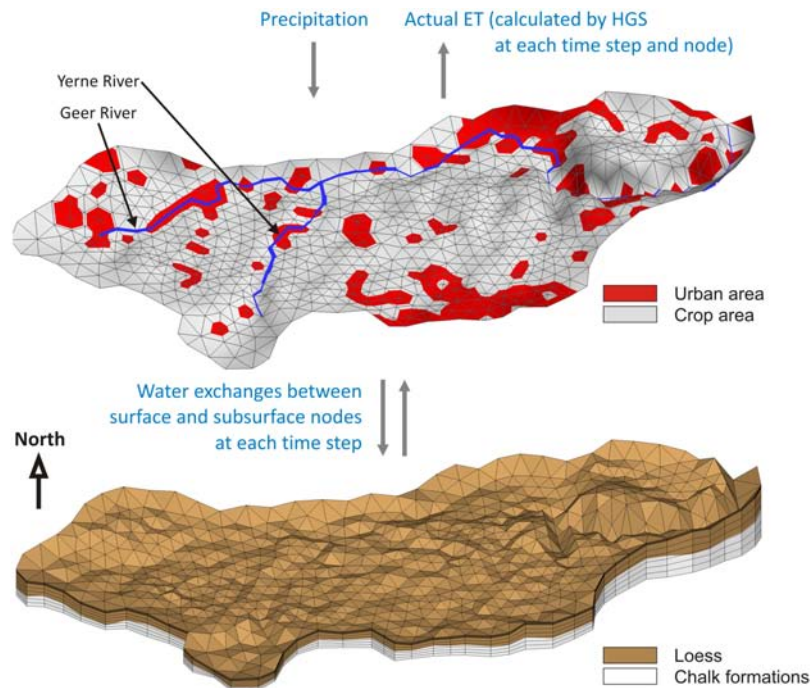 Precipitation
Actual ET (calculated by HGS
at each time step and node)
Yerne River
Geer River
Urban area
Crop area
Water exchanges between
surface and subsurface nodes
at each time step
North
Loess
Chalk formations